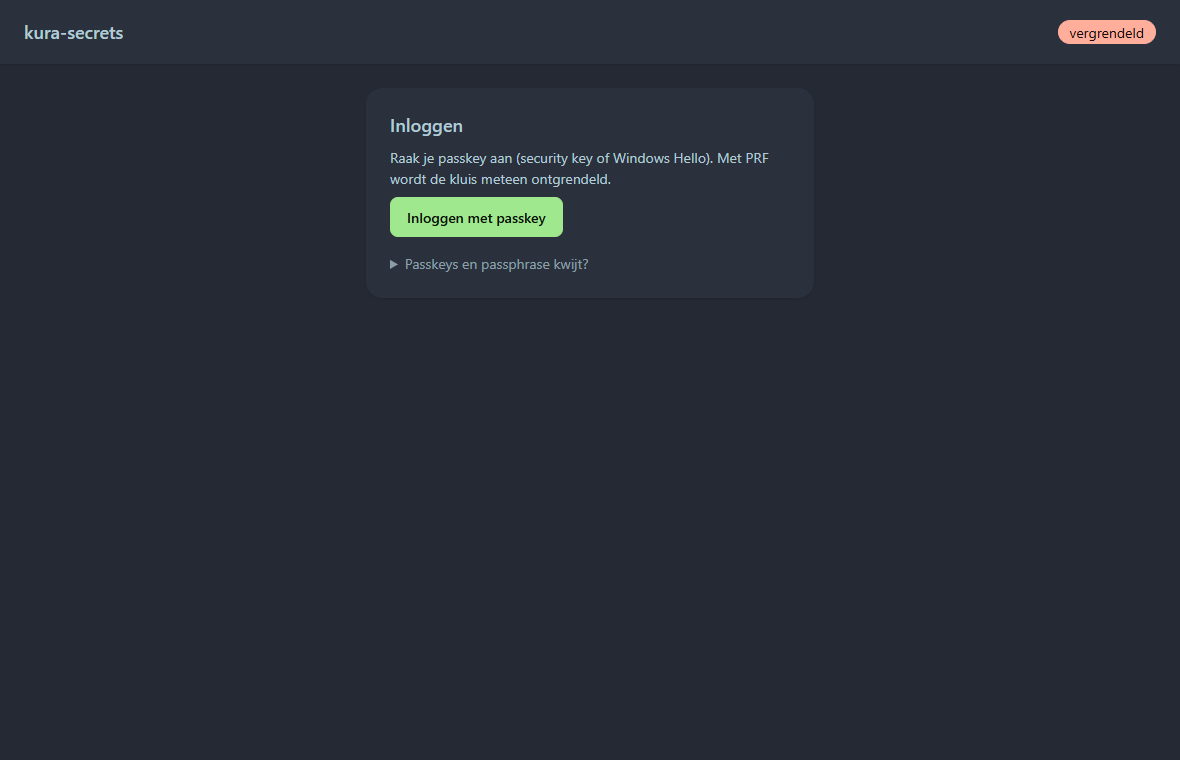 kura-secrets
vergrendeld
Inloggen
Raak je passkey aan (security key of Windows Hello). Met PRF
wordt de kluis meteen ontgrendeld.
Inloggen met passkey
Passkeys en passphrase kwijt?